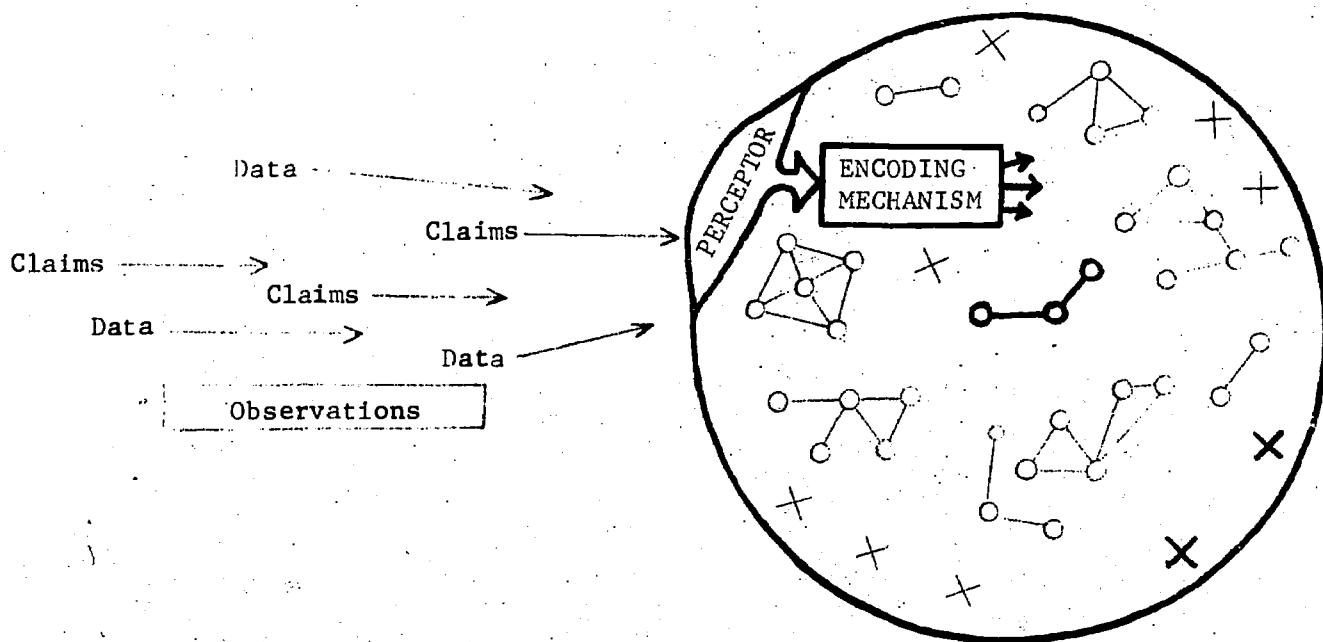 Data
Claims
Claims
Claims
Data
Data
Observations
PERCEPTOR
ENCODING
MECHANISM